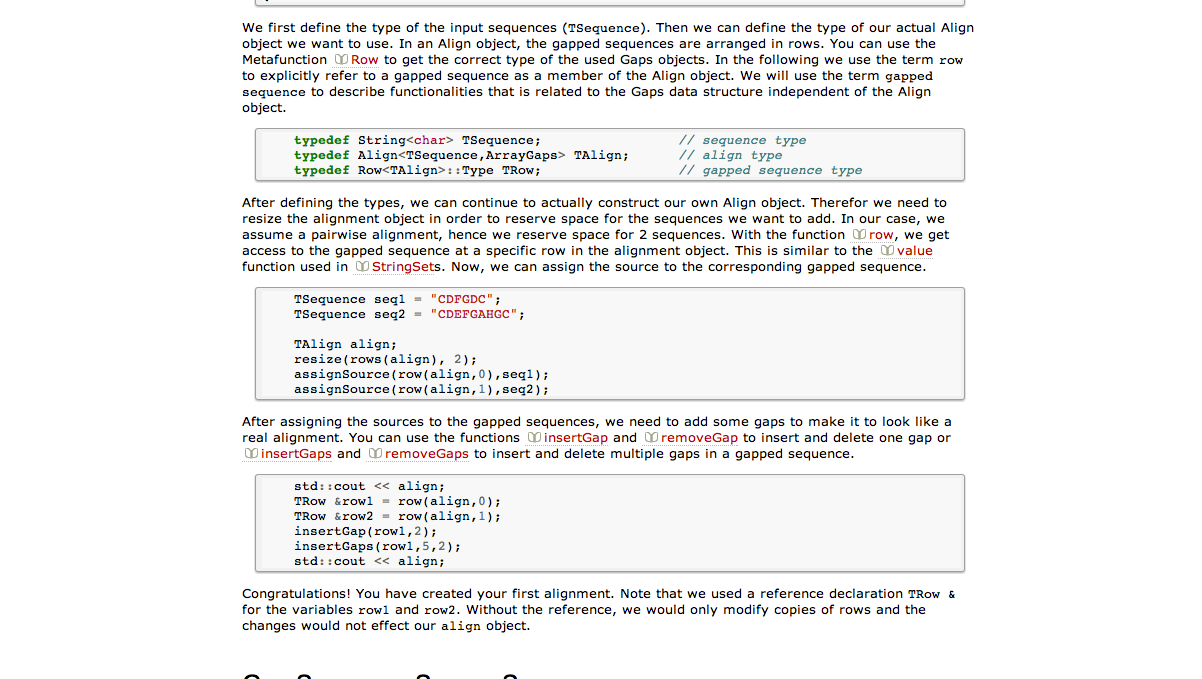 We first define the type of the input sequences (TSequence). Then we can define the type of our actual Align
object we want to use. In an Align object, the gapped sequences are arranged in rows. You can use the
Metafunction Row to get the correct type of the used Gaps objects. In the following we use the term row
to explicitly refer to a gapped sequence as a member of the Align object. We will use the term gapped
sequence to describe functionalities that is related to the Gaps data structure independent of the Align
object.
typedef String<char> TSequence; // sequence type
typedef Align<TSequence,ArrayGaps> TAlign; // align type
typedef Row<TAlign>::Type TRow; // gapped sequence type
After defining the types, we can continue to actually construct our own Align object. Therefor we need to
resize the alignment object in order to reserve space for the sequences we want to add. In our case, we
assume a pairwise alignment, hence we reserve space for 2 sequences. With the function row, we get
access to the gapped sequence at a specific row in the alignment object. This is similar to the value
function used in StringSets. Now, we can assign the source to the corresponding gapped sequence.
TSequence seq1 = "CDFGDC";
TSequence seq2 = "CDEFGAHGC";
TAlign align;
resize(rows(align), 2);
assignSource(row(align,0),seq1);
assignSource(row(align,1),seq2);
After assigning the sources to the gapped sequences, we need to add some gaps to make it to look like a
real alignment. You can use the functions insertGap and removeGap to insert and delete one gap or
insertGaps and removeGaps to insert and delete multiple gaps in a gapped sequence.
std::cout << align;
TRow &row1 = row(align,0);
TRow &row2 = row(align,1);
insertGap(row1,2);
insertGaps(row1,5,2);
std::cout << align;
Congratulations! You have created your first alignment. Note that we used a reference declaration TRow &
for the variables row1 and row2. Without the reference, we would only modify copies of rows and the
changes would not effect our align object.